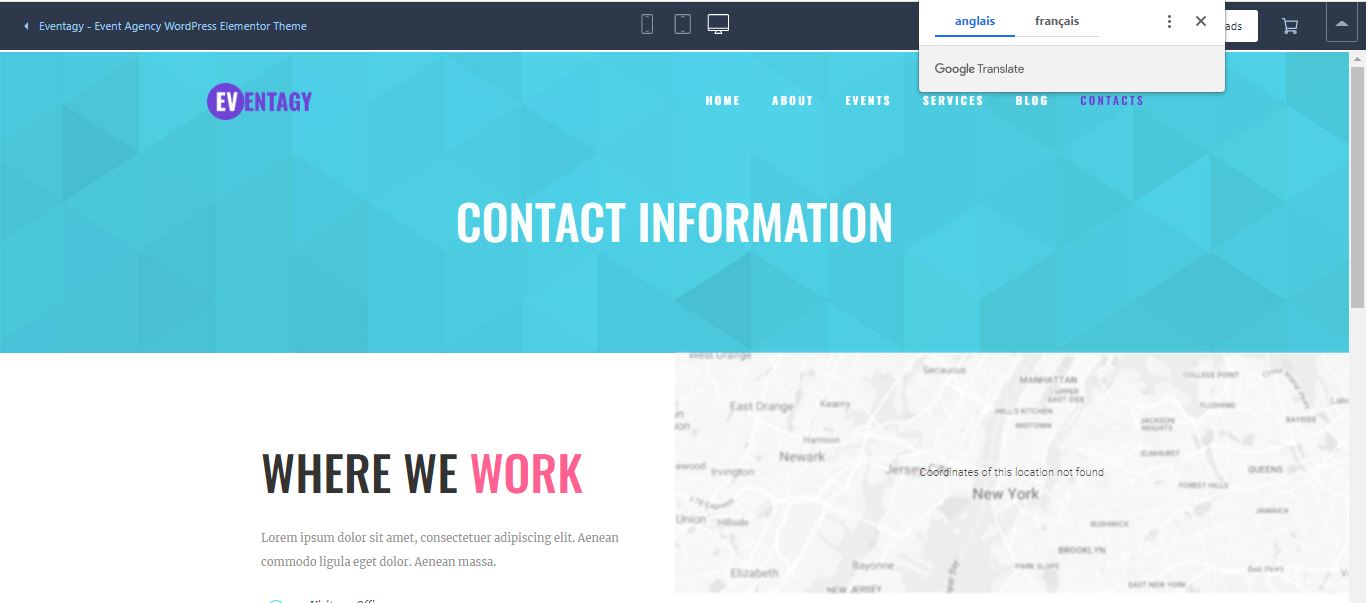 Eventagy - Event Agency WordPress Elementor Theme
anglais français
ads
Google Translate
EVENTAGY
HOME ABOUT EVENTS SERVICES BLOG CONTACTS
CONTACT INFORMATION
West Orange
Secaucus
MANHATTAN
COLLEGE POINT
UPPER
EAST SIDE
East Orange
Kearny
HELL'S KITCHEN
FLUSHING
MIDTOWN
JACKSON
HEIGHTS
BAYSIDE
Harrison
Newark
ELMHURST
Irvington
Jersey City
Coordinates of this location not found
QUEENS
New York
FOREST HILLS
JAMAICA
Union
Hillside
BUSHWICK
BROOKLYN
Bayonne
PARK SLOPE
Elizabeth
NEW JERSEY
EAST NEW YORK
WHERE WE WORK
Lorem ipsum dolor sit amet, consectetuer adipiscing elit. Aenean
commodo ligula eget dolor. Aenean massa.